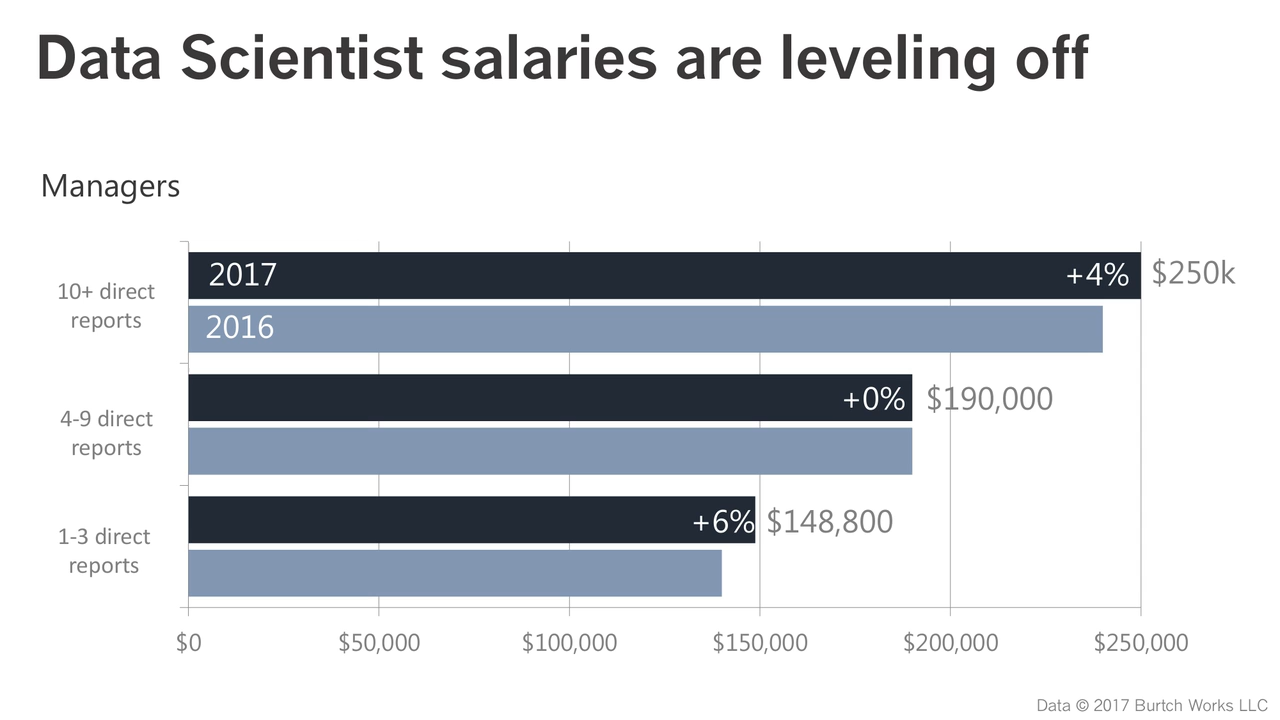 Data Scientist salaries are leveling off
Managers
10+ direct
reports
2017
+4%
$250k
2016
4-9 direct
reports
+0%
$190,000
1-3 direct
reports
+6%
$148,800
$0
$50,000
$100,000
$150,000
$200,000
$250,000
Data © 2017 Burtch Works LLC